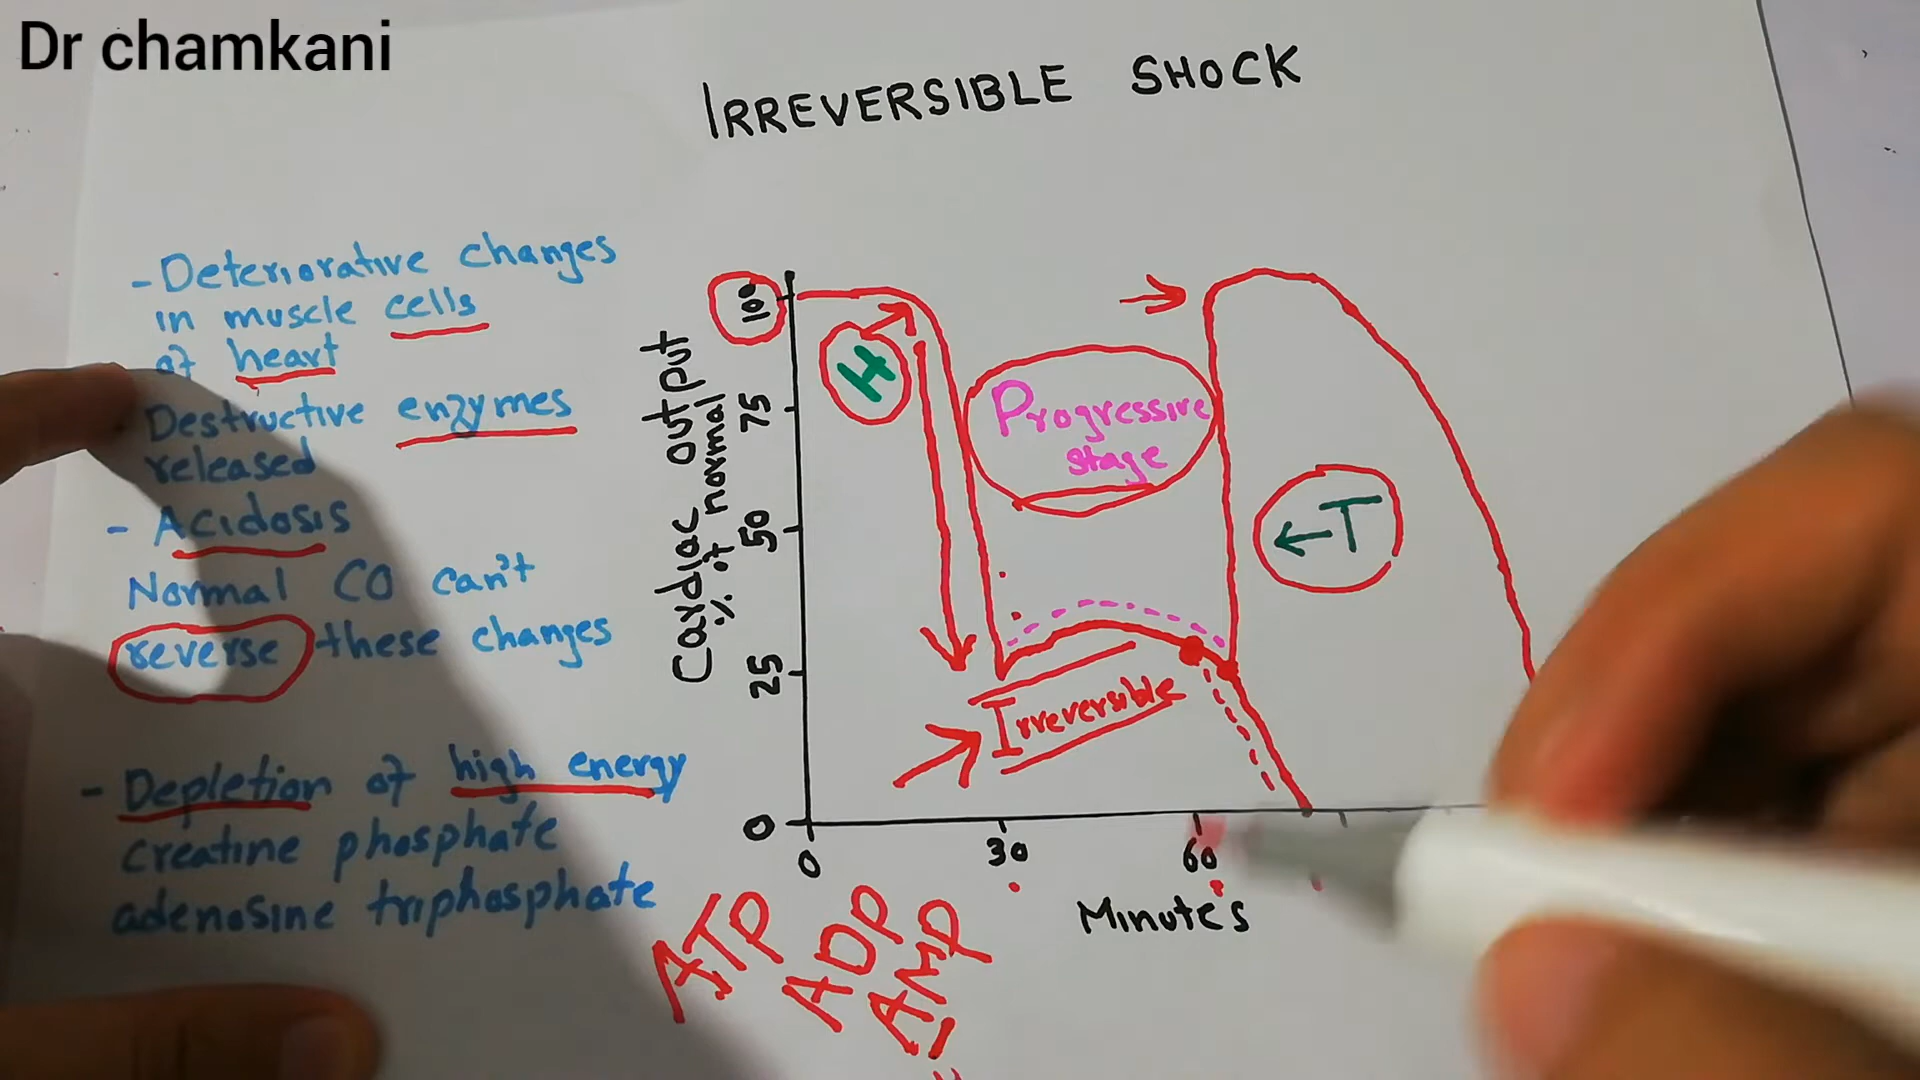 Dr chamkani
IRREVERSIBLE SHOCK
- Deteriorative changes
in muscle cells
of heart
Destructive enzymes
released
- Acidosis
Normal CO can't
reverse these changes
- Depletion of high energy
creatine phosphate
adenosine triphosphate
Cardiac output
% of normal
100
75
50
25
0
H
Progressive
stage
←T
Irreversible
0
30
60
Minutes
ATP
ADP
AMP